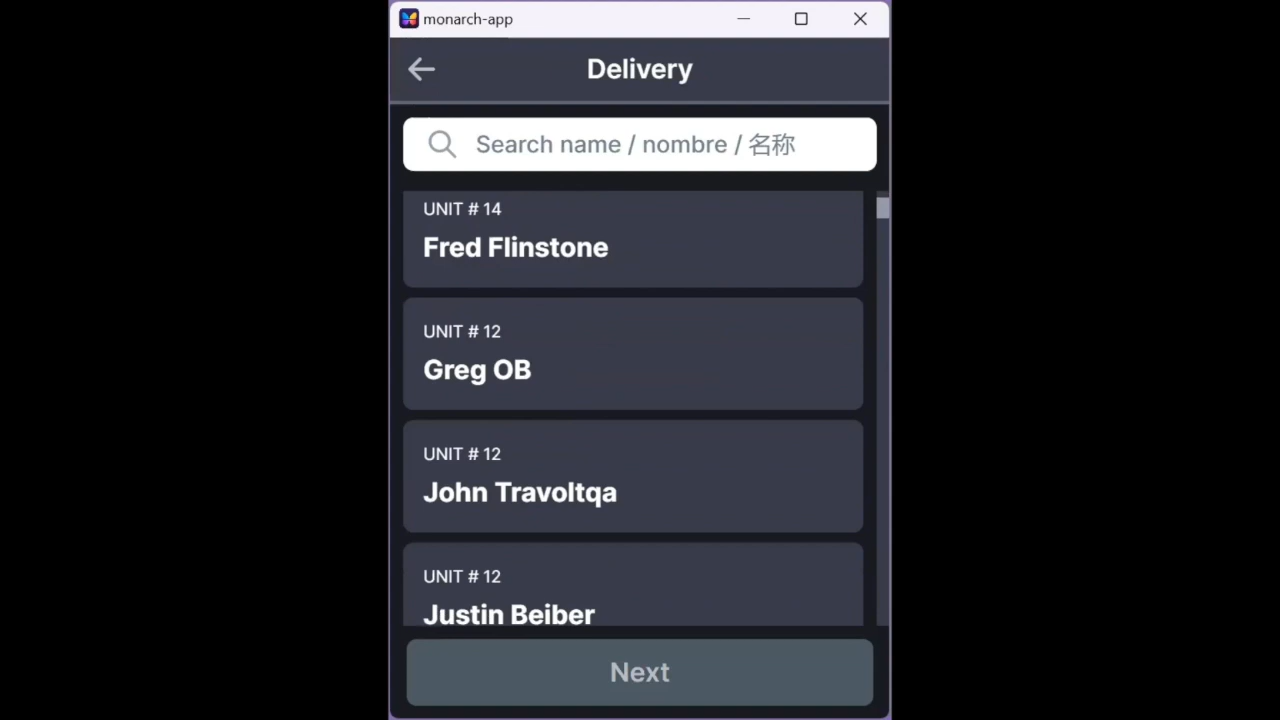 monarch-app
Delivery
Search name / nombre / 名称
UNIT # 14
Fred Flinstone
UNIT # 12
Greg OB
UNIT # 12
John Travoltqa
UNIT # 12
Justin Beiber
Next